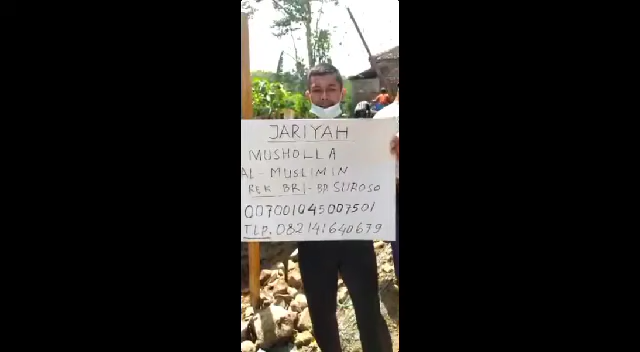 JARIYAH
MUSHOLLA
AL-MUSLIMIN
REK BRI-BP SUROSO
007001045007501
TLP. 082141640679